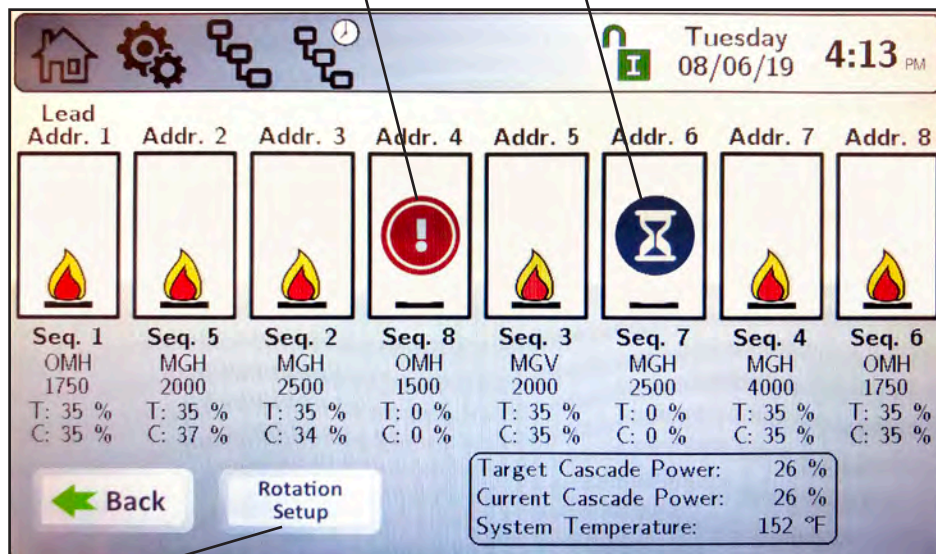 Tuesday
08/06/19
4:13 PM
Lead
Addr. 1 Addr. 2 Addr. 3 Addr. 4 Addr. 5 Addr. 6 Addr. 7 Addr. 8
!
Seq. 1 Seq. 5 Seq. 2 Seq. 8 Seq. 3 Seq. 7 Seq. 4 Seq. 6
OMH MGH MGH OMH MGV MGH MGH OMH
1750 2000 2500 1500 2000 2500 4000 1750
T: 35 % T: 35 % T: 35 % T: 0 % T: 35 % T: 0 % T: 35 % T: 35 %
C: 35 % C: 37 % C: 34 % C: 0 % C: 35 % C: 0 % C: 35 % C: 35 %
Back
Rotation
Setup
Target Cascade Power: 26 %
Current Cascade Power: 26 %
System Temperature: 152 °F